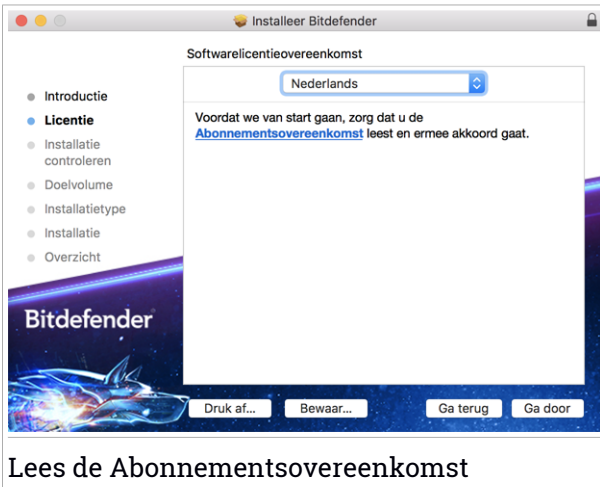 Installeer Bitdefender
Softwarelicentieovereenkomst
Nederlands
Introductie
Licentie
Installatie
controleren
Doelvolume
Installatietype
Installatie
Overzicht
Voordat we van start gaan, zorg dat u de
Abonnementsovereenkomst leest en ermee akkoord gaat.
Bitdefender
Druk af...
Bewaar...
Ga terug
Ga door
Lees de Abonnementsovereenkomst